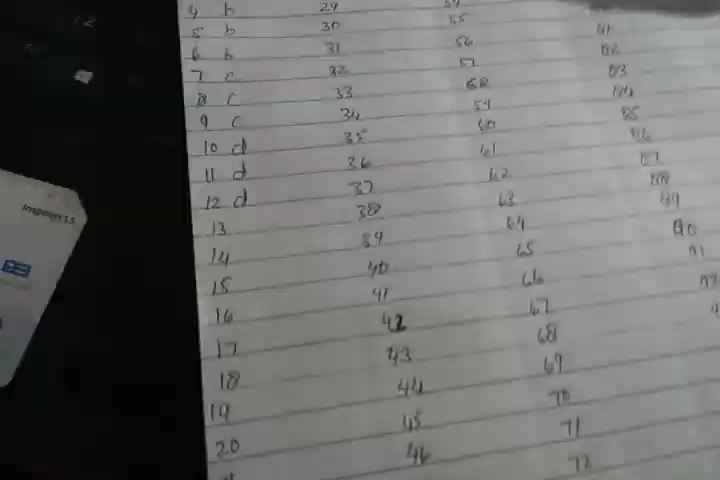 4 b 29
5 b 30 55
6 b 31 56 81
7 c 32 57 82
8 c 33 58 83
9 c 34 59 84
10 d 35 60 85
11 d 36 61 86
12 d 37 62 87
13 38 63 88
14 39 64 89
15 40 65 90
16 41 66 91
17 42 67 92
18 43 68
19 44 69
20 45 70
46 71
72